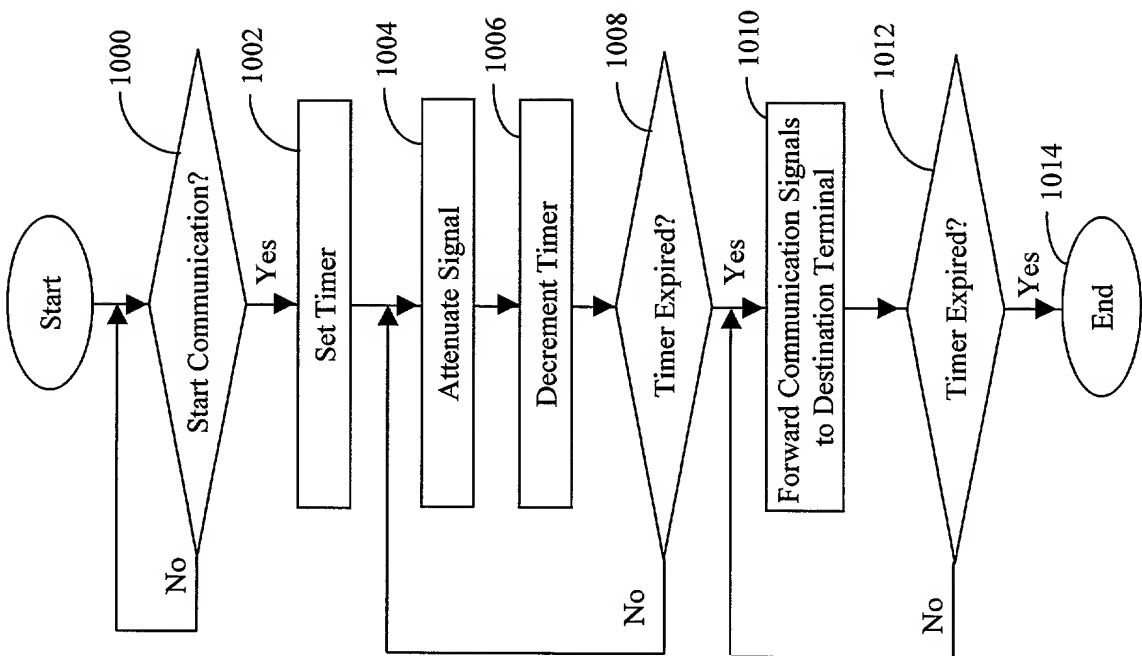 Start
1000
Start Communication?
No
Yes
1002
Set Timer
1004
Attenuate Signal
1006
Decrement Timer
1008
Timer Expired?
No
Yes
1010
Forward Communication Signals
to Destination Terminal
1012
Timer Expired?
No
Yes
1014
End